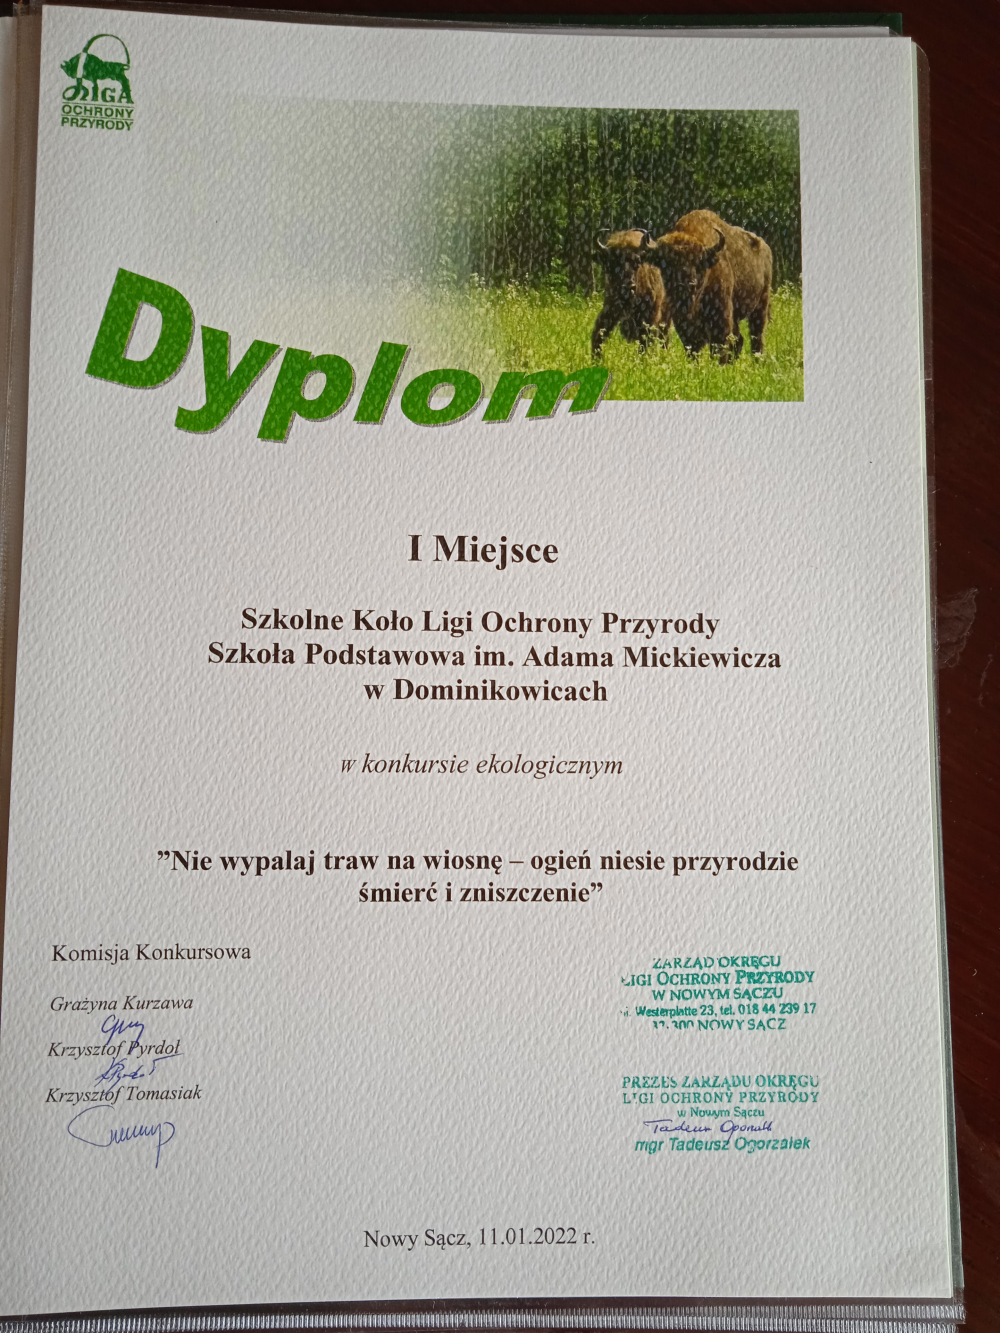 LIGA
OCHRONY
PRZYRODY
Dyplom
I Miejsce
Szkolne Koło Ligi Ochrony Przyrody
Szkoła Podstawowa im. Adama Mickiewicza
w Dominikowicach
w konkursie ekologicznym
”Nie wypalaj traw na wiosnę – ogień niesie przyrodzie
śmierć i zniszczenie”
Komisja Konkursowa
Grażyna Kurzawa
Krzysztof Pyrdoł
Krzysztof Tomasiak
ZARZĄD OKRĘGU
LIGI OCHRONY PRZYRODY
W NOWYM SĄCZU
ul. Westerplatte 23, tel. 018 44 239 17
33-300 NOWY SĄCZ
PREZES ZARZĄDU OKRĘGU
LIGI OCHRONY PRZYRODY
w Nowym Sączu
mgr Tadeusz Ogorzałek
Nowy Sącz, 11.01.2022 r.